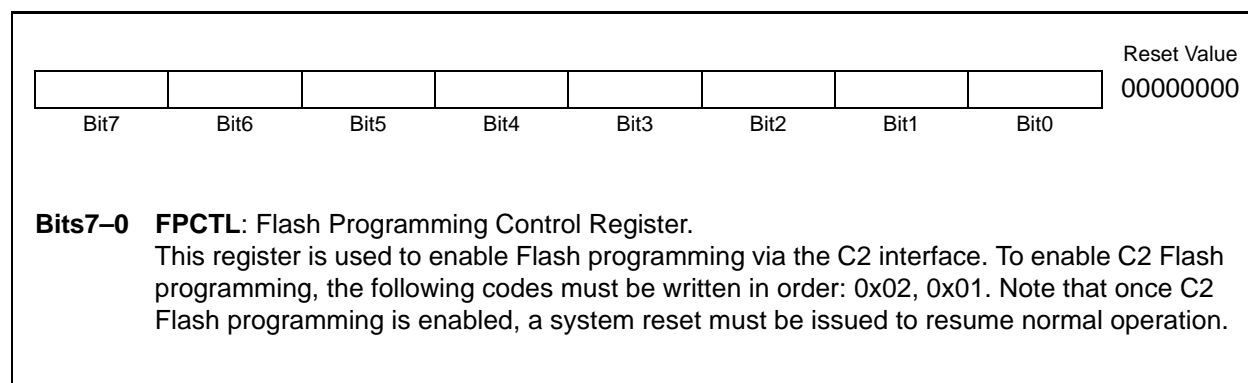 Reset Value
00000000
Bit7 Bit6 Bit5 Bit4 Bit3 Bit2 Bit1 Bit0
Bits7–0 FPCTL: Flash Programming Control Register.
This register is used to enable Flash programming via the C2 interface. To enable C2 Flash
programming, the following codes must be written in order: 0x02, 0x01. Note that once C2
Flash programming is enabled, a system reset must be issued to resume normal operation.